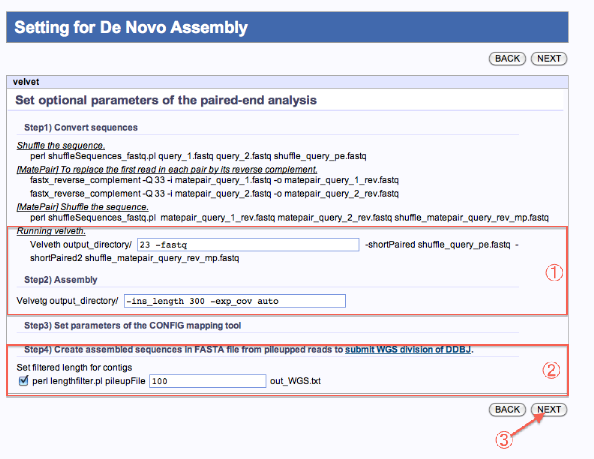 Setting for De Novo Assembly
BACK NEXT
velvet
Set optional parameters of the paired-end analysis
Step1) Convert sequences
Shuffle the sequence.
perl shuffleSequences_fastq.pl query_1.fastq query_2.fastq shuffle_query_pe.fastq
[MatePair] To replace the first read in each pair by its reverse complement.
fastx_reverse_complement -Q 33 -i matepair_query_1.fastq -o matepair_query_1_rev.fastq
fastx_reverse_complement -Q 33 -i matepair_query_2.fastq -o matepair_query_2_rev.fastq
[MatePair] Shuffle the sequence.
perl shuffleSequences_fastq.pl matepair_query_1_rev.fastq matepair_query_2_rev.fastq shuffle_matepair_query_rev_mp.fastq
Running velveth.
Velveth output_directory/ 23 -fastq -shortPaired shuffle_query_pe.fastq -
shortPaired2 shuffle_matepair_query_rev_mp.fastq
①
Step2) Assembly
Velvetg output_directory/ -ins_length 300 -exp_cov auto
Step3) Set parameters of the CONFIG mapping tool
Step4) Create assembled sequences in FASTA file from pileupped reads to submit WGS division of DDBJ.
Set filtered length for contigs
②
perl lengthfilter.pl pileupFile 100 out_WGS.txt
BACK NEXT
③